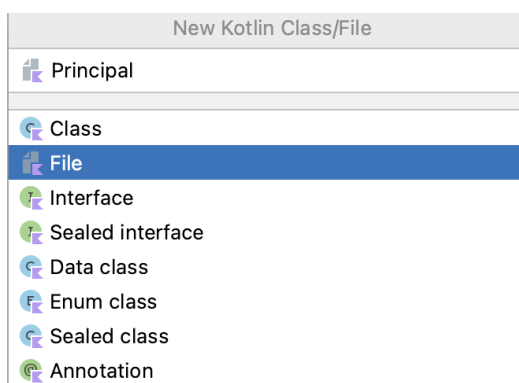 New Kotlin Class/File
Principal
Class
File
Interface
Sealed interface
Data class
Enum class
Sealed class
Annotation